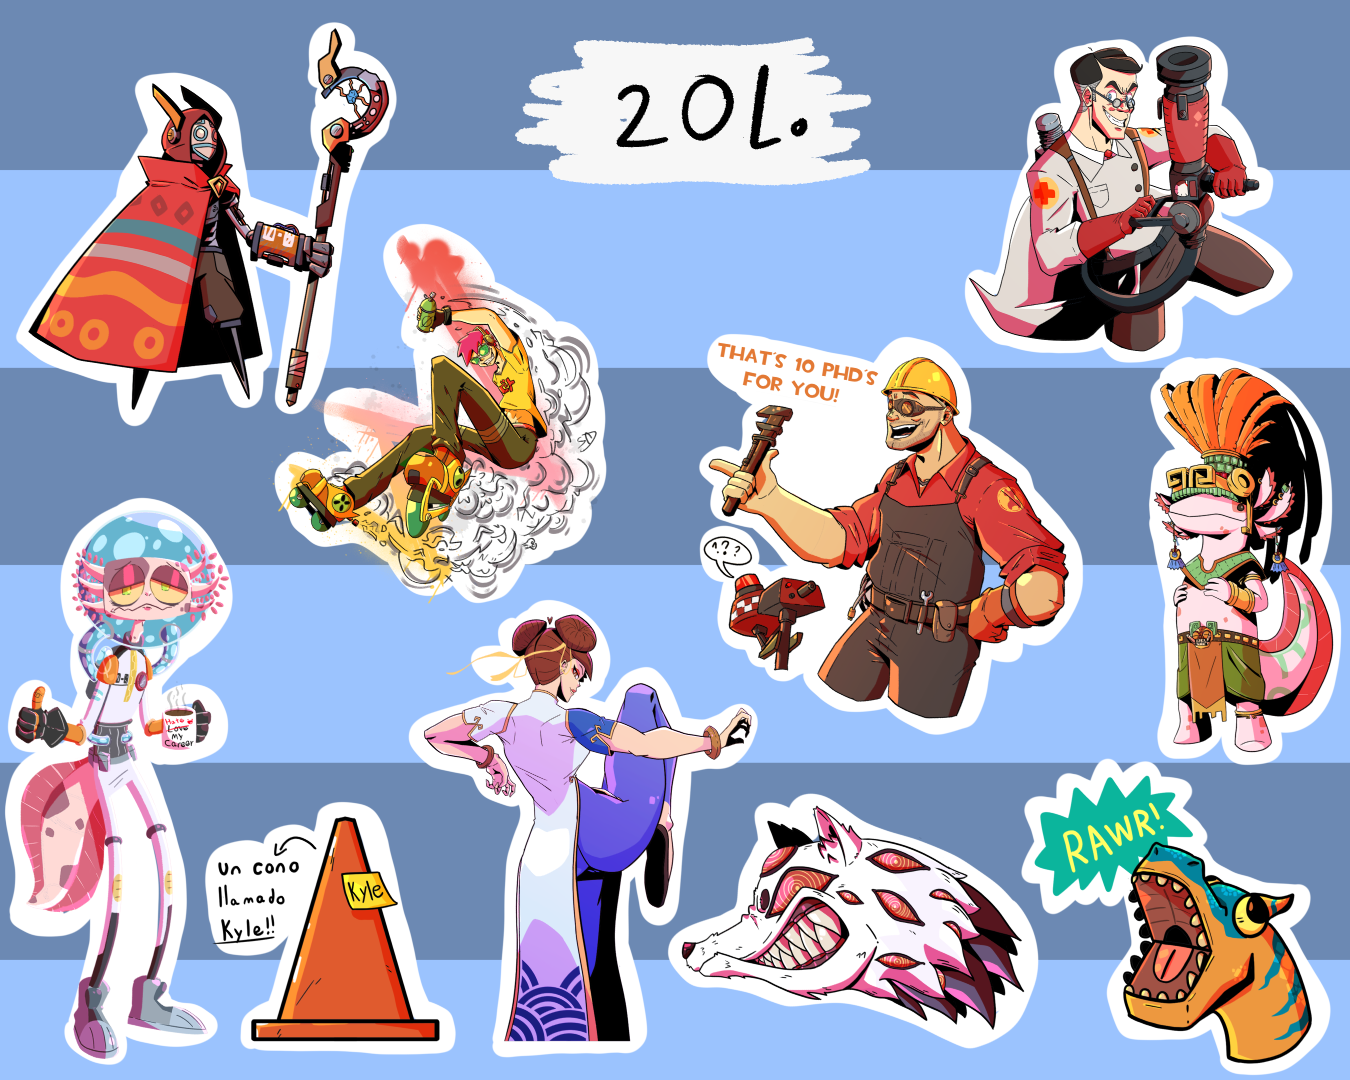 20L.
THAT'S 10 PHD'S
FOR YOU!
???
Hate
Love
My
Career
un cono
llamado
Kyle!!
Kyle
RAWR!